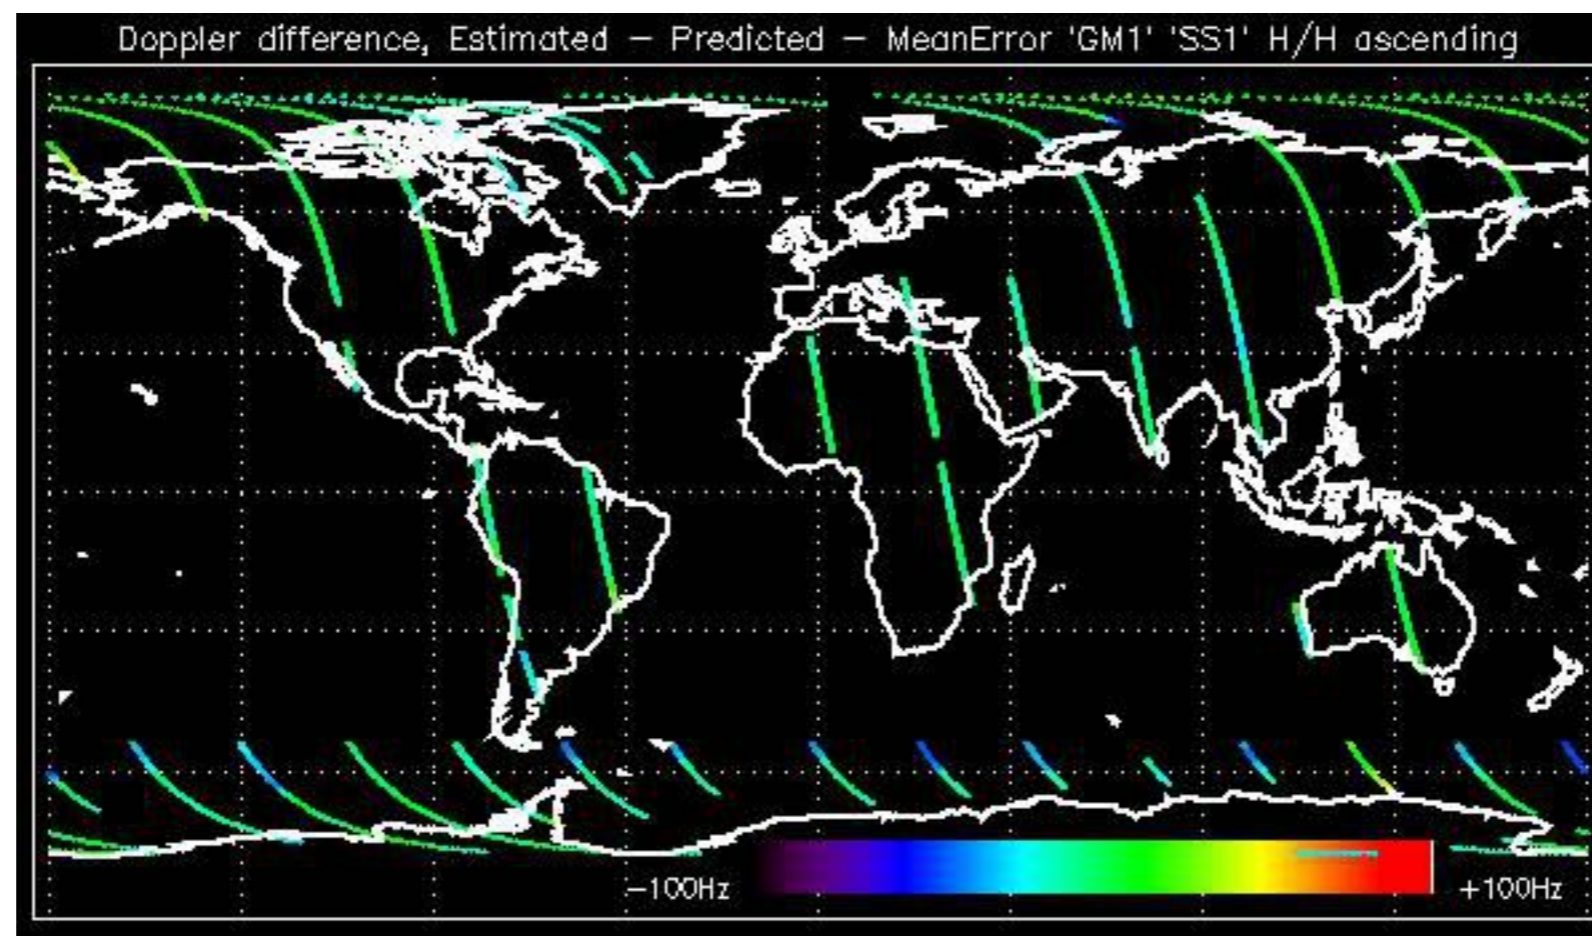 Doppler difference, Estimated – Predicted – MeanError 'GM1' 'SS1' H/H ascending
–100Hz
+100Hz